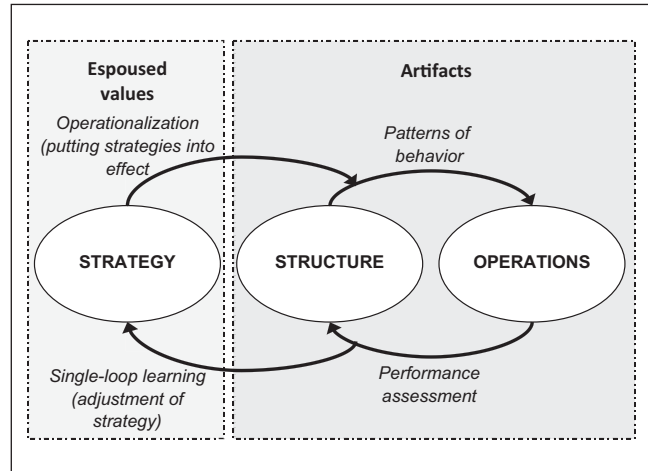 Espoused
values
Artifacts
Operationalization
(putting strategies into
effect
Patterns of
behavior
STRATEGY
STRUCTURE
OPERATIONS
Single-loop learning
(adjustment of
strategy)
Performance
assessment